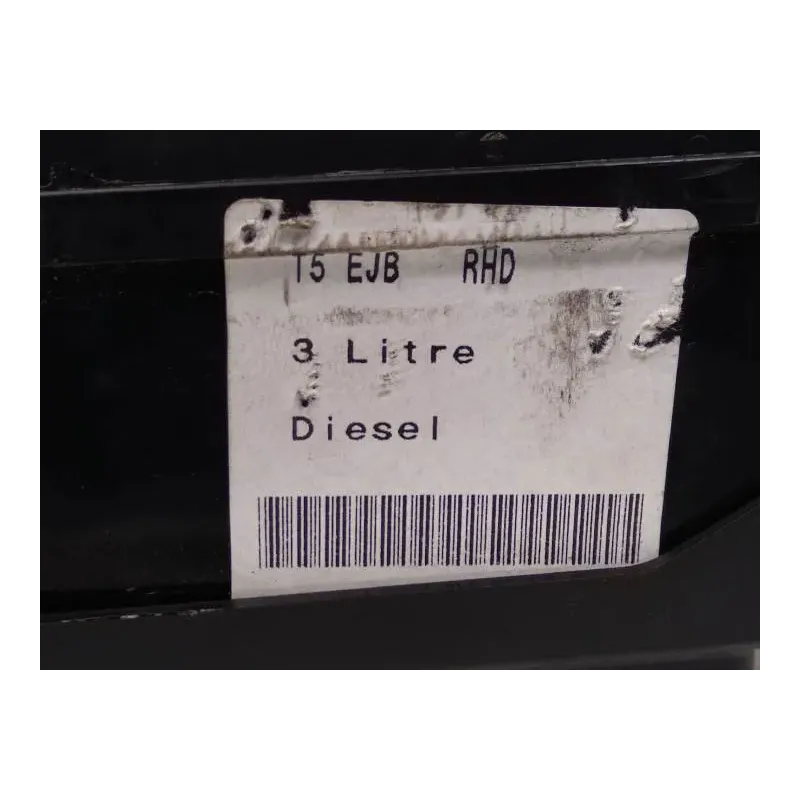 T5 EJB RHD
3 Litre
Diesel